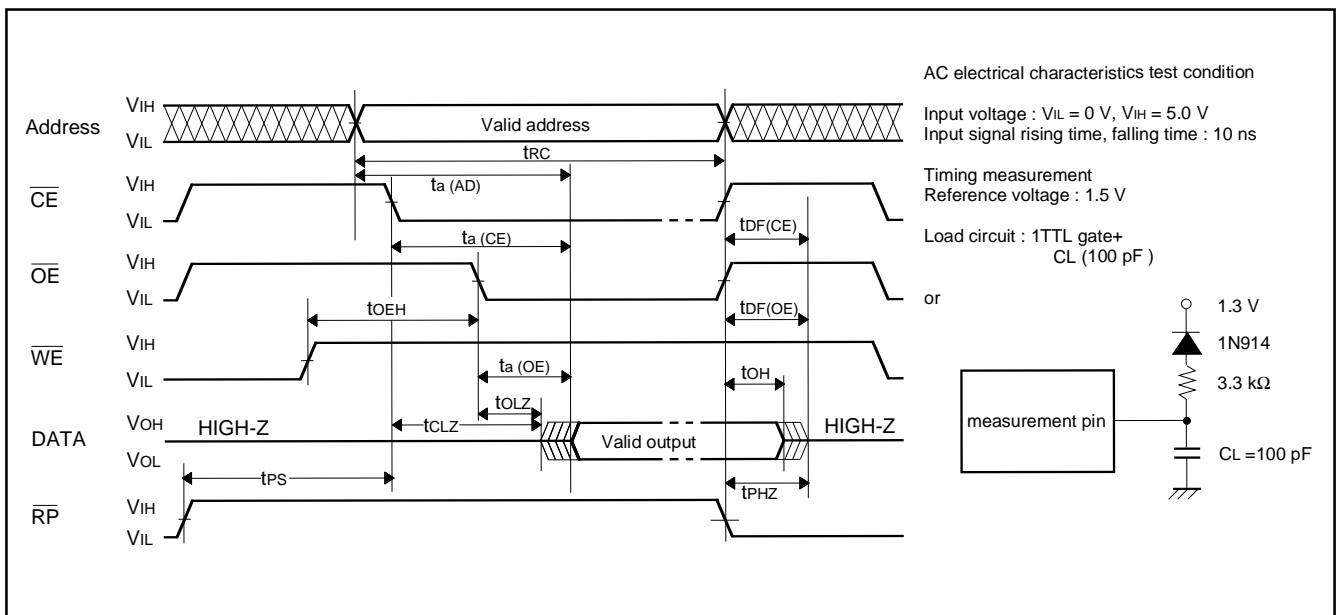 Address
VIH
VIL
Valid address
tRC
ta (AD)
CE
VIH
VIL
ta (CE)
tDF(CE)
OE
VIH
VIL
tOEH
tDF(OE)
WE
VIH
VIL
ta (OE)
tOH
tOLZ
tCLZ
DATA
VOH
VOL
HIGH-Z
Valid output
HIGH-Z
tPS
tPHZ
RP
VIH
VIL
AC electrical characteristics test condition
Input voltage : VIL = 0 V, VIH = 5.0 V
Input signal rising time, falling time : 10 ns
Timing measurement
Reference voltage : 1.5 V
Load circuit : 1TTL gate+
CL (100 pF )
or
1.3 V
1N914
3.3 kΩ
measurement pin
CL =100 pF